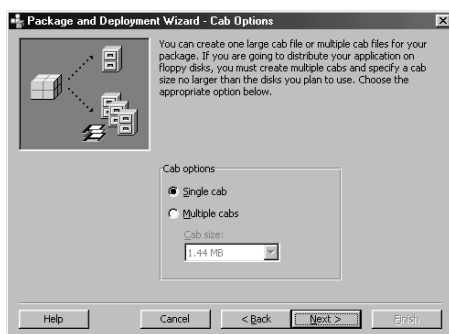 Package and Deployment Wizard - Cab Options
You can create one large cab file or multiple cab files for your
package. If you are going to distribute your application on
floppy disks, you must create multiple cabs and specify a cab
size no larger than the disks you plan to use. Choose the
appropriate option below.
Cab options
Single cab
Multiple cabs
Cab size:
1.44 MB
Help
Cancel
< Back
Next >
Finish